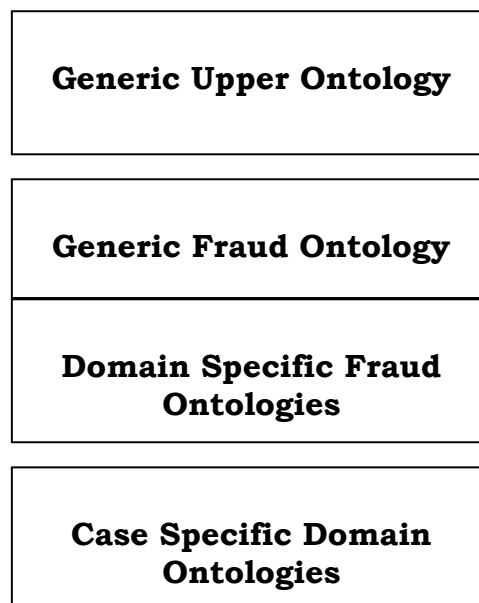 Generic Upper Ontology
Generic Fraud Ontology
Domain Specific Fraud
Ontologies
Case Specific Domain
Ontologies